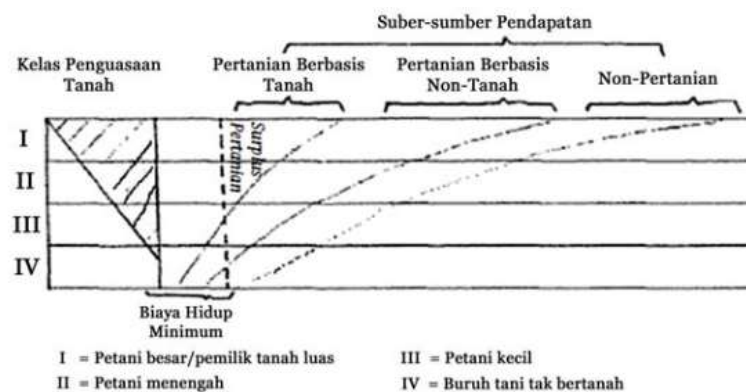 Suber-sumber Pendapatan
Kelas Penguasaan
Tanah
Pertanian Berbasis
Tanah
Pertanian Berbasis
Non-Tanah
Non-Pertanian
I
II
III
IV
Surplus
Pertanian
Biaya Hidup
Minimum
I = Petani besar/pemilik tanah luas
II = Petani menengah
III = Petani kecil
IV = Buruh tani tak bertanah